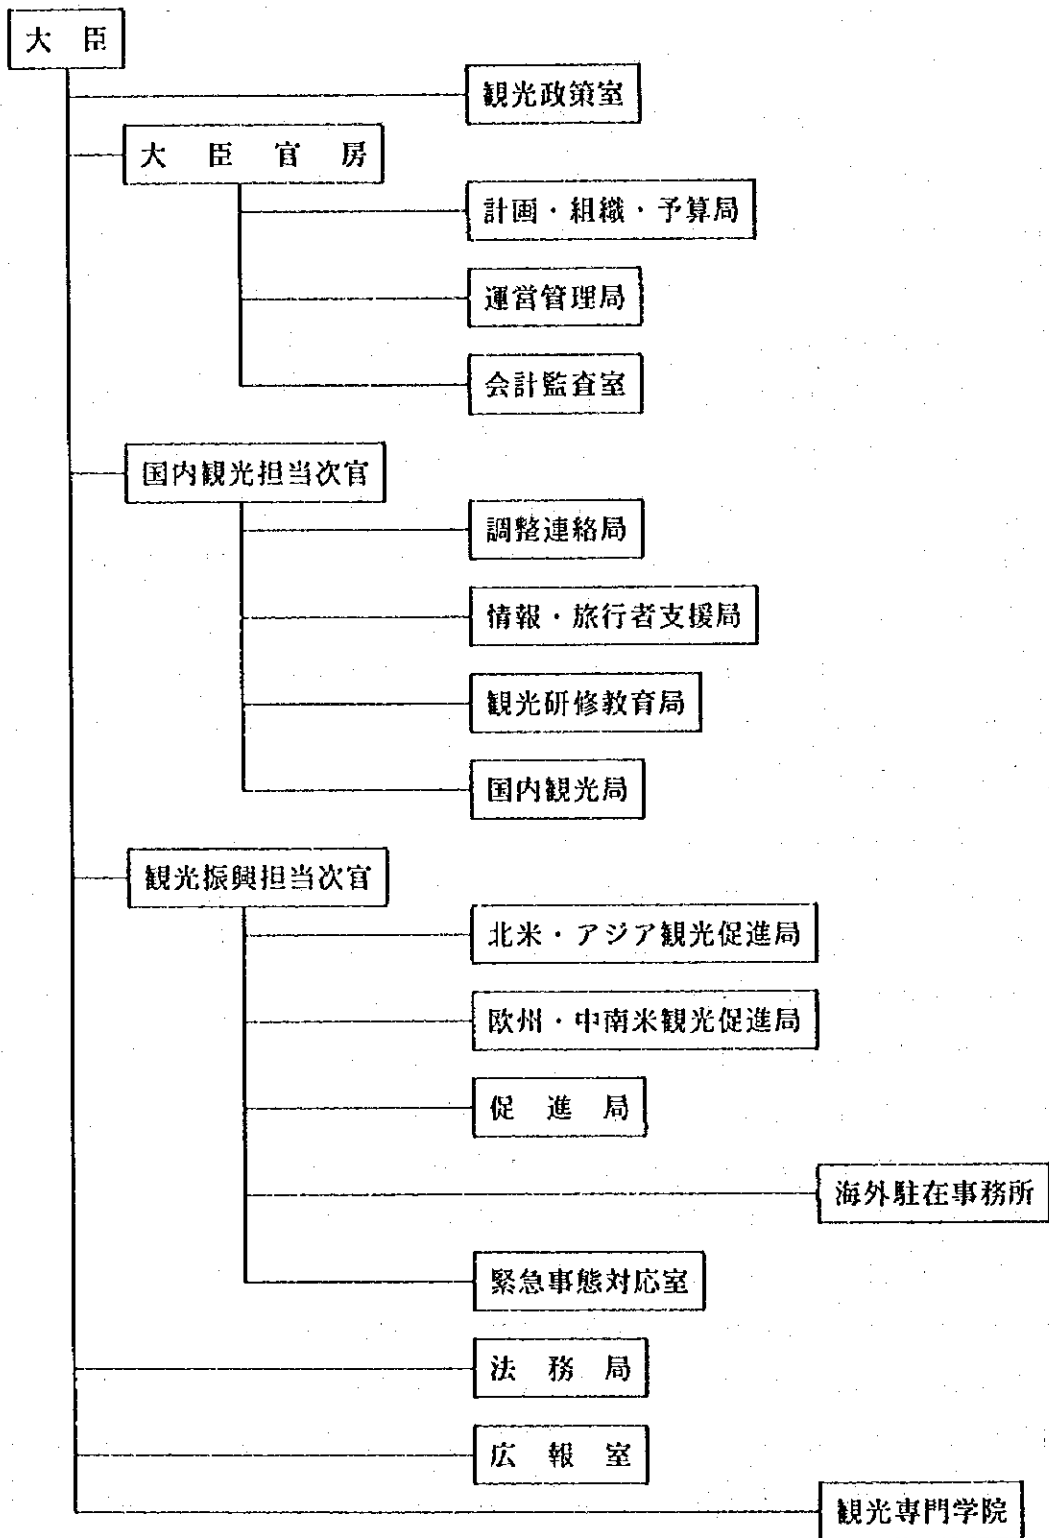 大臣
観光政策室
大臣官房
計画・組織・予算局
運営管理局
会計監査室
国内観光担当次官
調整連絡局
情報・旅行者支援局
観光研修教育局
国内観光局
観光振興担当次官
北米・アジア観光促進局
欧州・中南米観光促進局
促進局
海外駐在事務所
緊急事態対応室
法務局
広報室
観光専門学院